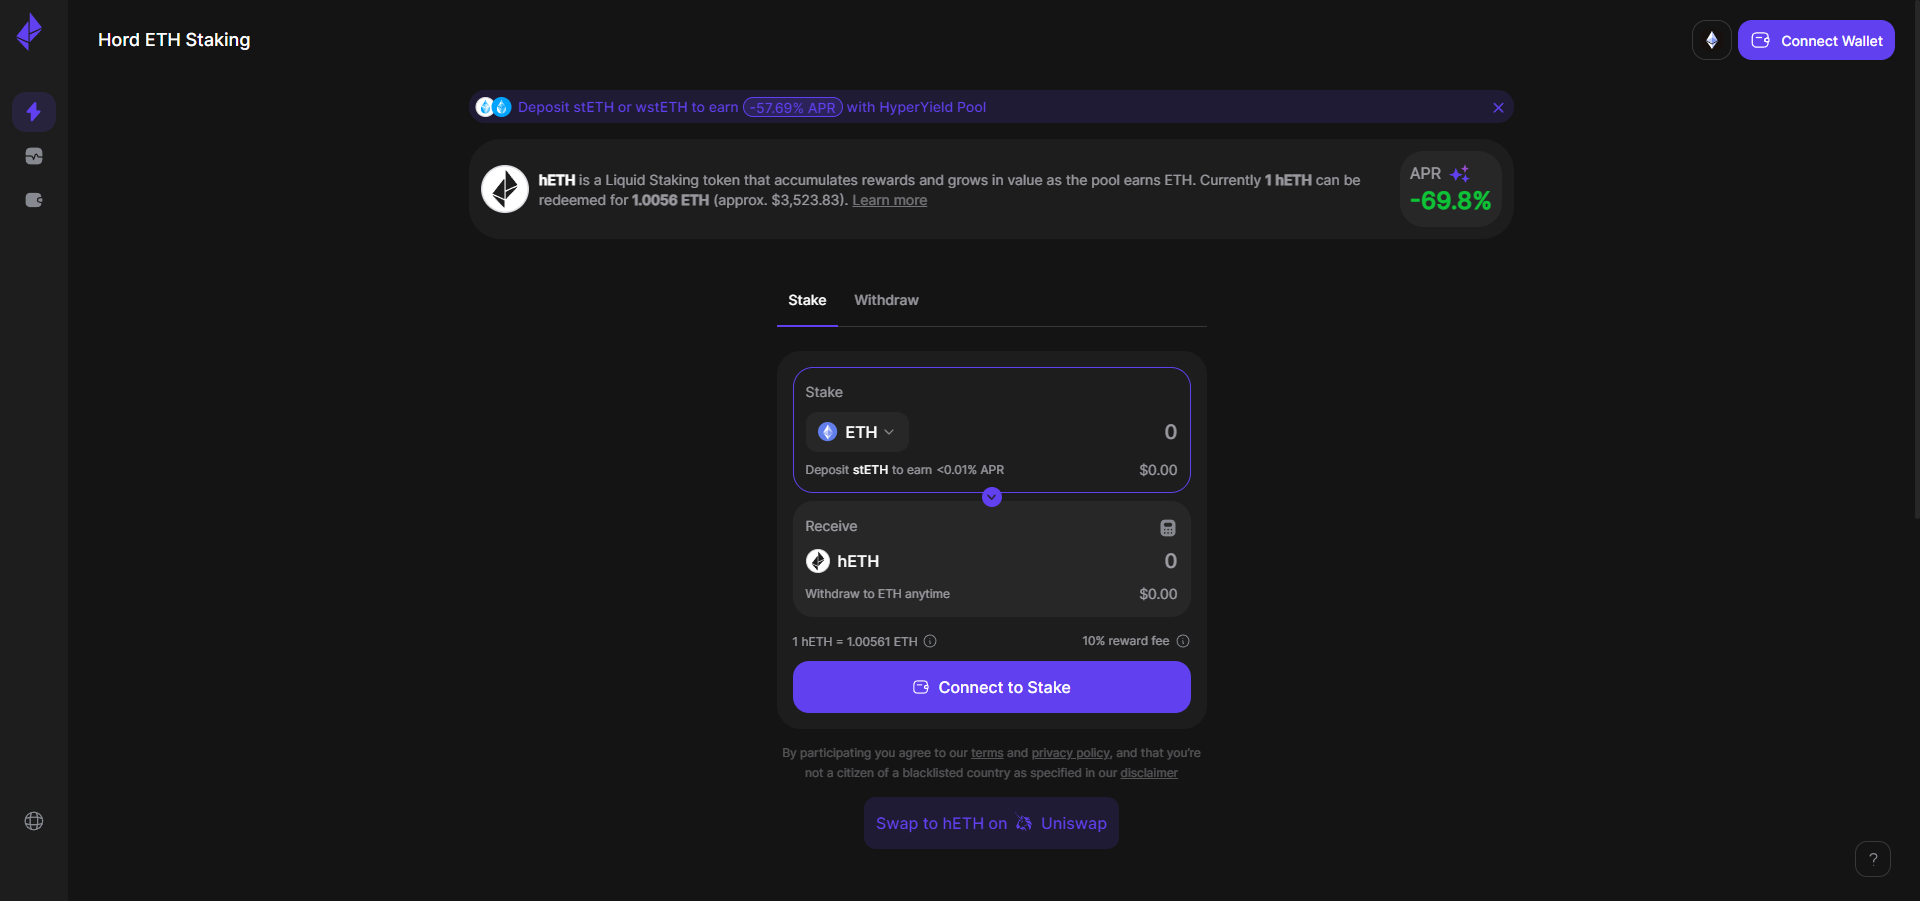 Hord ETH Staking
Connect Wallet
Deposit stETH or wstETH to earn -57.69% APR with HyperYield Pool
hETH is a Liquid Staking token that accumulates rewards and grows in value as the pool earns ETH. Currently 1 hETH can be
redeemed for 1.0056 ETH (approx. $3,523.83). Learn more
APR
-69.8%
Stake Withdraw
Stake
ETH 0
Deposit stETH to earn <0.01% APR $0.00
Receive
hETH 0
Withdraw to ETH anytime $0.00
1 hETH = 1.00561 ETH 10% reward fee
Connect to Stake
By participating you agree to our terms and privacy policy, and that you're
not a citizen of a blacklisted country as specified in our disclaimer
Swap to hETH on Uniswap
?